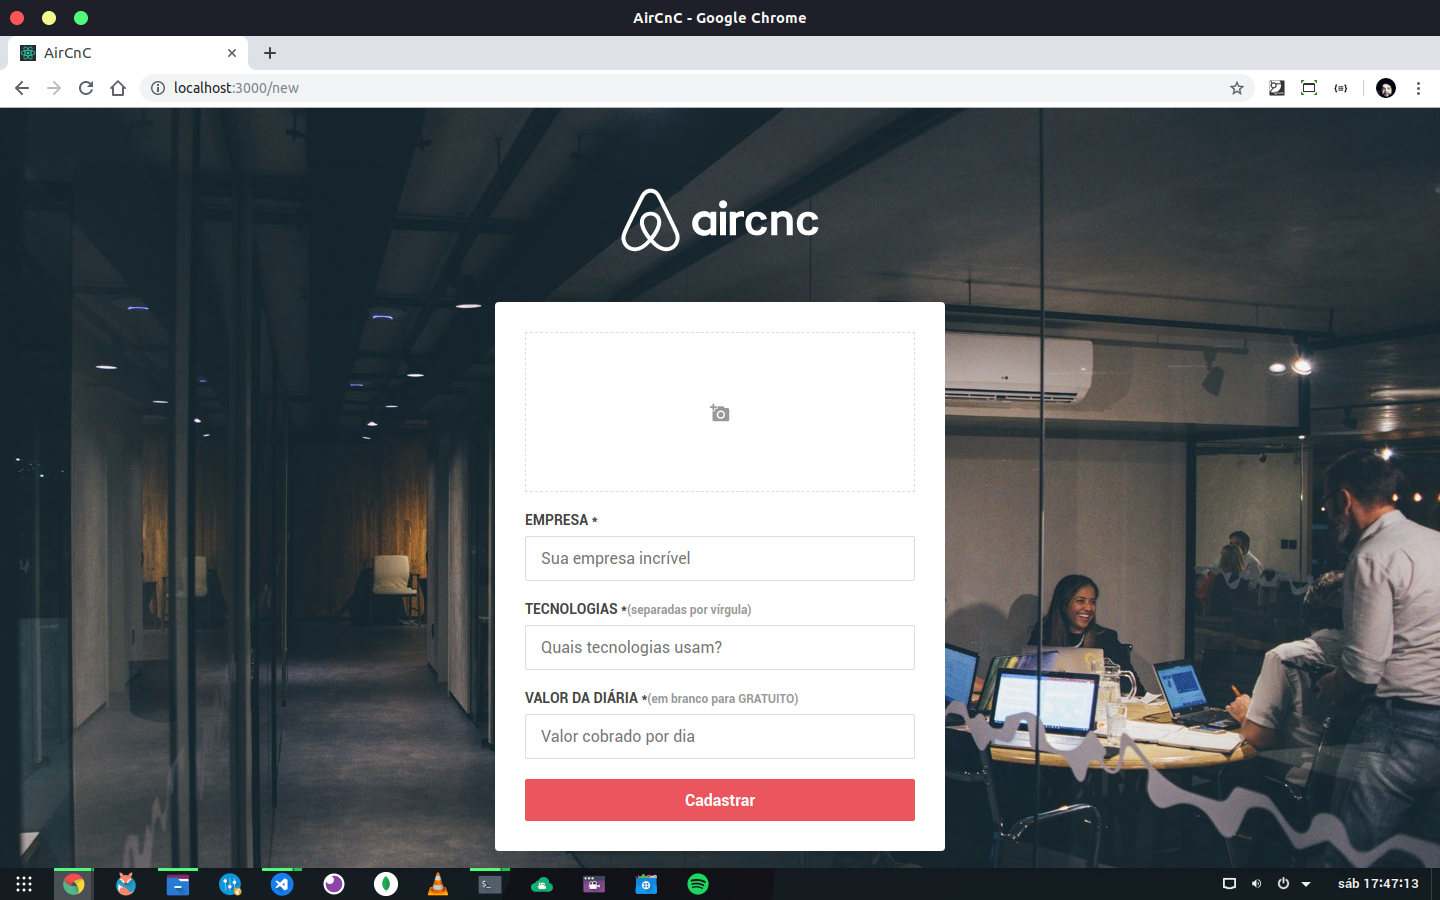 AirCnC - Google Chrome
AirCnC
localhost:3000/new
aircnc
EMPRESA *
Sua empresa incrível
TECNOLOGIAS *(separadas por vírgula)
Quais tecnologias usam?
VALOR DA DIÁRIA *(em branco para GRATUITO)
Valor cobrado por dia
Cadastrar
sáb 17:47:13